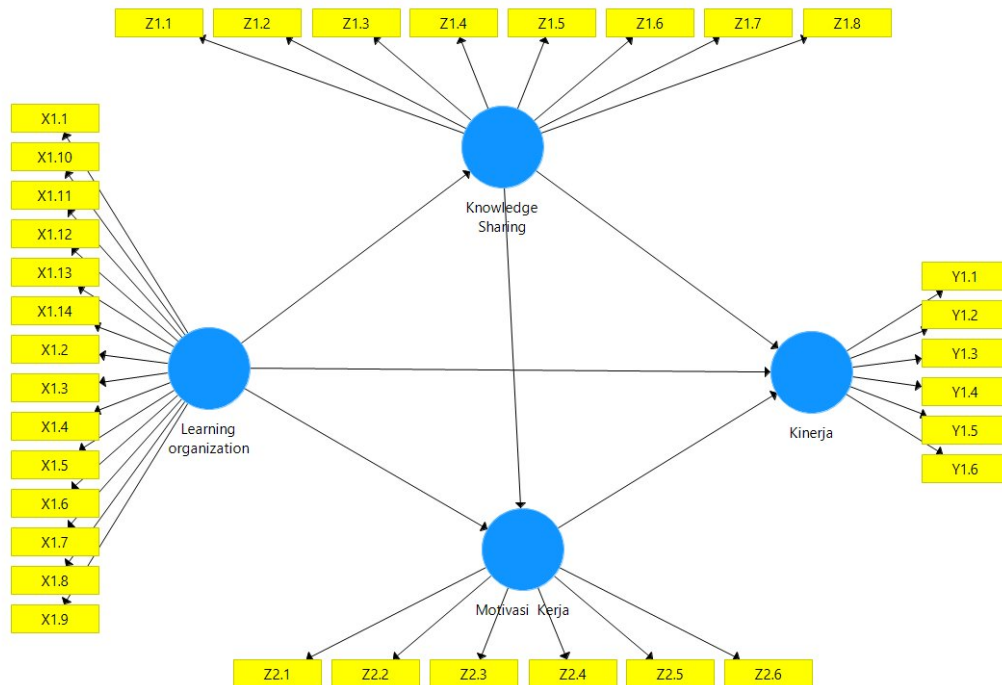 Z1.1
Z1.2
Z1.3
Z1.4
Z1.5
Z1.6
Z1.7
Z1.8
X1.1
X1.10
X1.11
X1.12
X1.13
X1.14
X1.2
X1.3
X1.4
X1.5
X1.6
X1.7
X1.8
X1.9
Knowledge
Sharing
Learning
organization
Kinerja
Y1.1
Y1.2
Y1.3
Y1.4
Y1.5
Y1.6
Motivasi Kerja
Z2.1
Z2.2
Z2.3
Z2.4
Z2.5
Z2.6